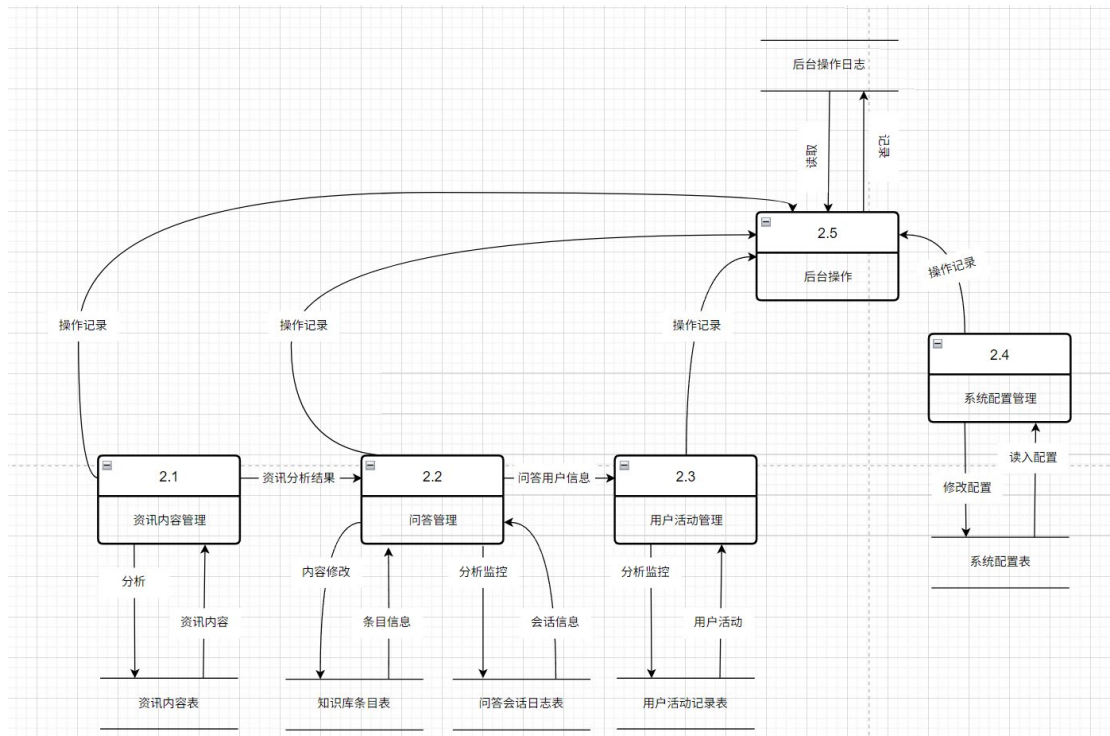 后台操作日志
读取
记录
2.5
后台操作
操作记录
操作记录
操作记录
操作记录
2.4
系统配置管理
读入配置
修改配置
系统配置表
2.1
资讯内容管理
资讯分析结果
2.2
问答管理
问答用户信息
2.3
用户活动管理
分析
资讯内容
内容修改
条目信息
分析监控
会话信息
分析监控
用户活动
资讯内容表
知识库条目表
问答会话日志表
用户活动记录表